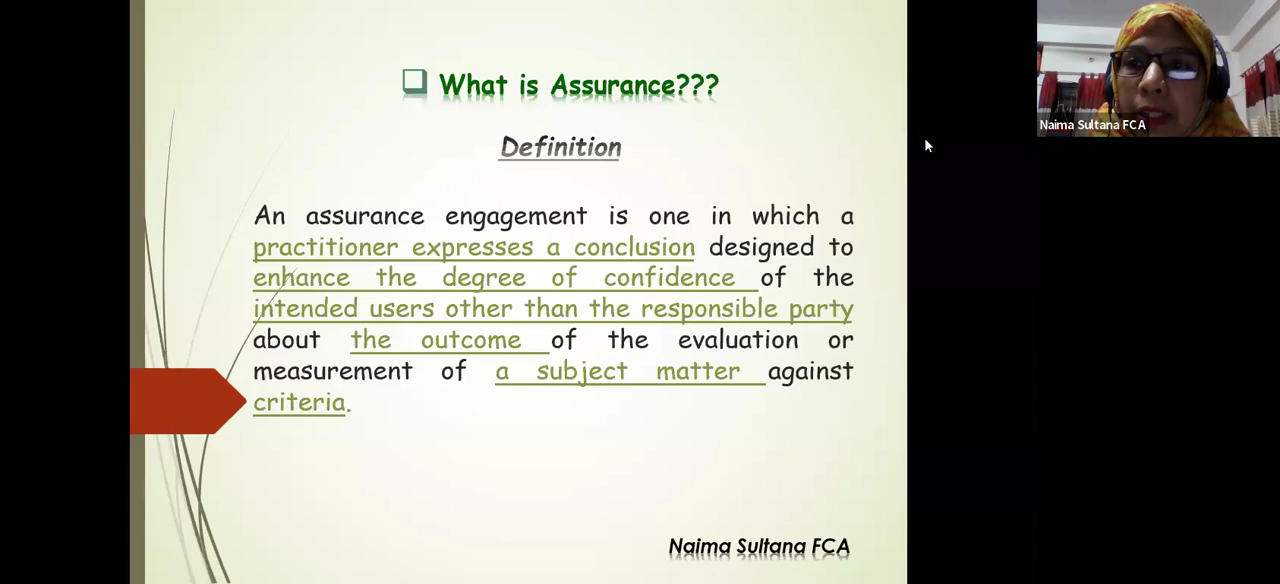 What is Assurance???
Definition
An assurance engagement is one in which a
practitioner expresses a conclusion designed to
enhance the degree of confidence of the
intended users other than the responsible party
about the outcome of the evaluation or
measurement of a subject matter against
criteria.
Naima Sultana FCA
Naima Sultana FCA